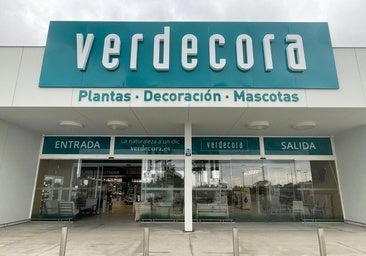 verdecora
Plantas · Decoración · Mascotas
ENTRADA
La naturaleza a un clic
verdecora.es
verdecora
SALIDA